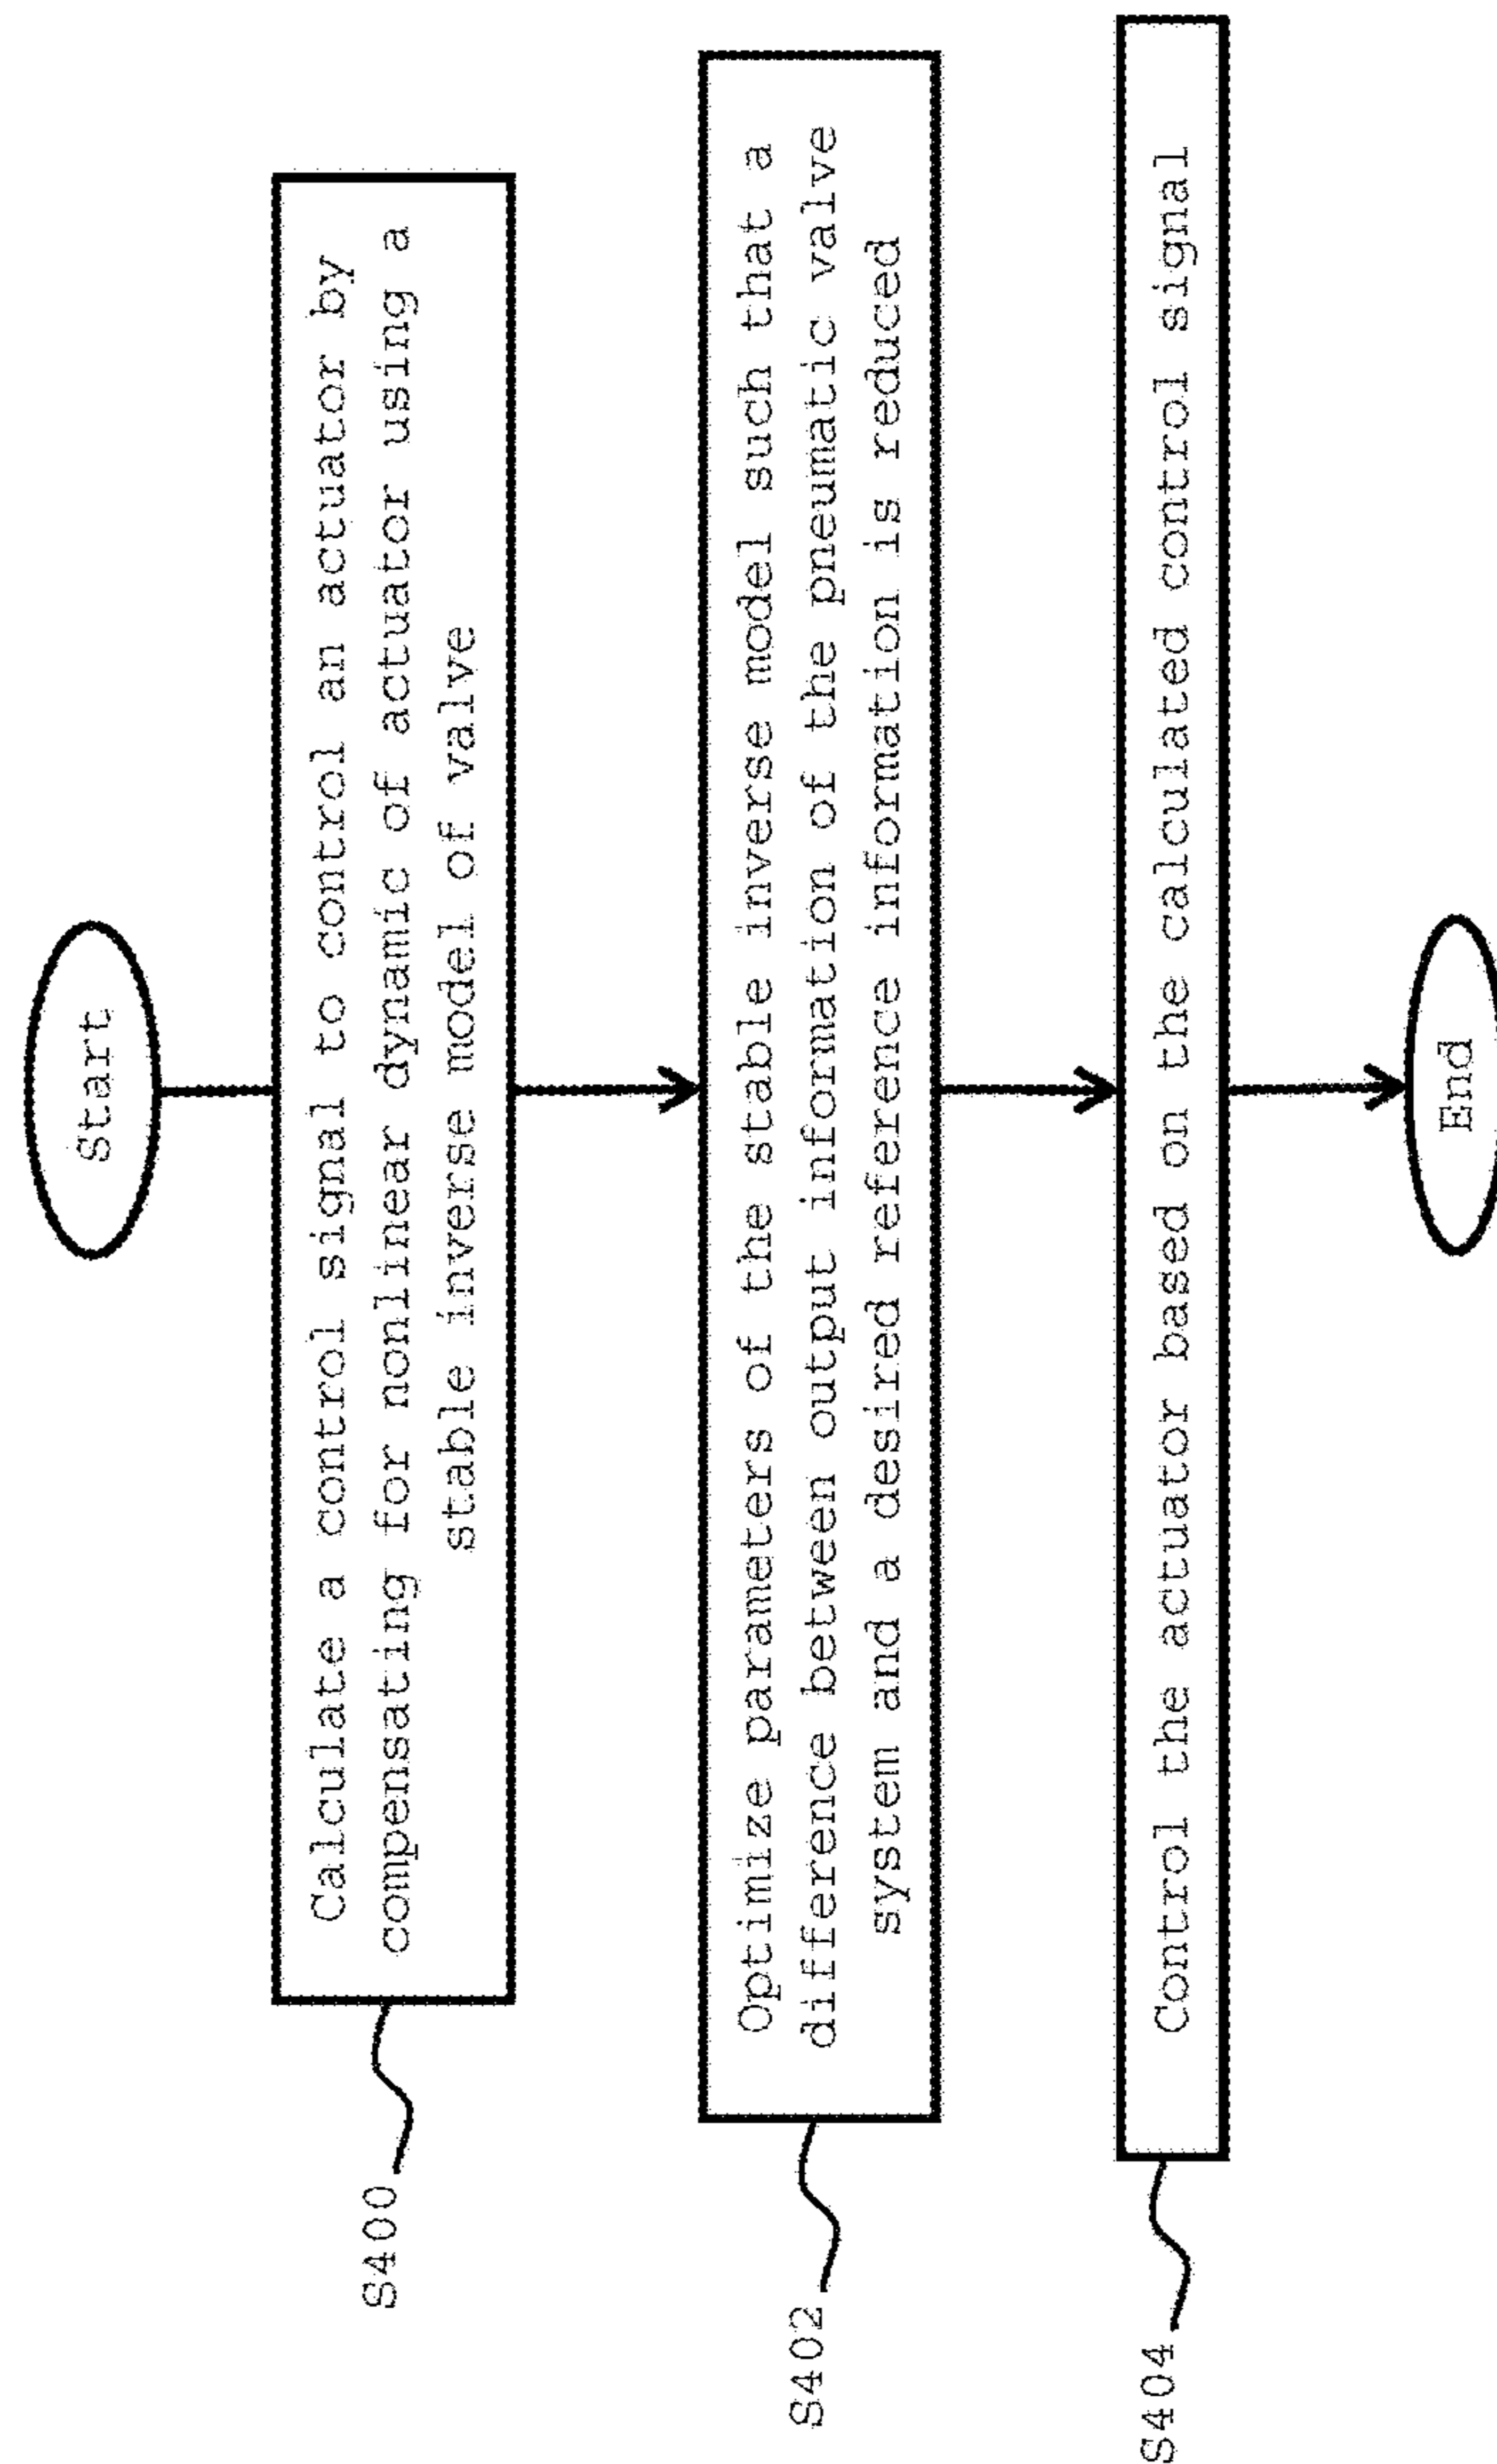 Start
S400
Calculate a control signal to control an actuator by
compensating for nonlinear dynamic of actuator using a
stable inverse model of valve
S402
Optimize parameters of the stable inverse model such that a
difference between output information of the pneumatic valve
system and a desired reference information is reduced
S404
Control the actuator based on the calculated control signal
End